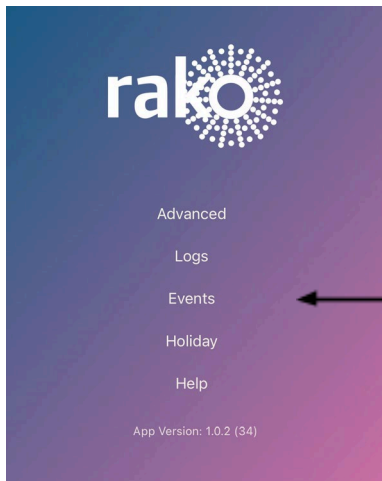 rako
Advanced
Logs
Events
Holiday
Help
App Version: 1.0.2 (34)